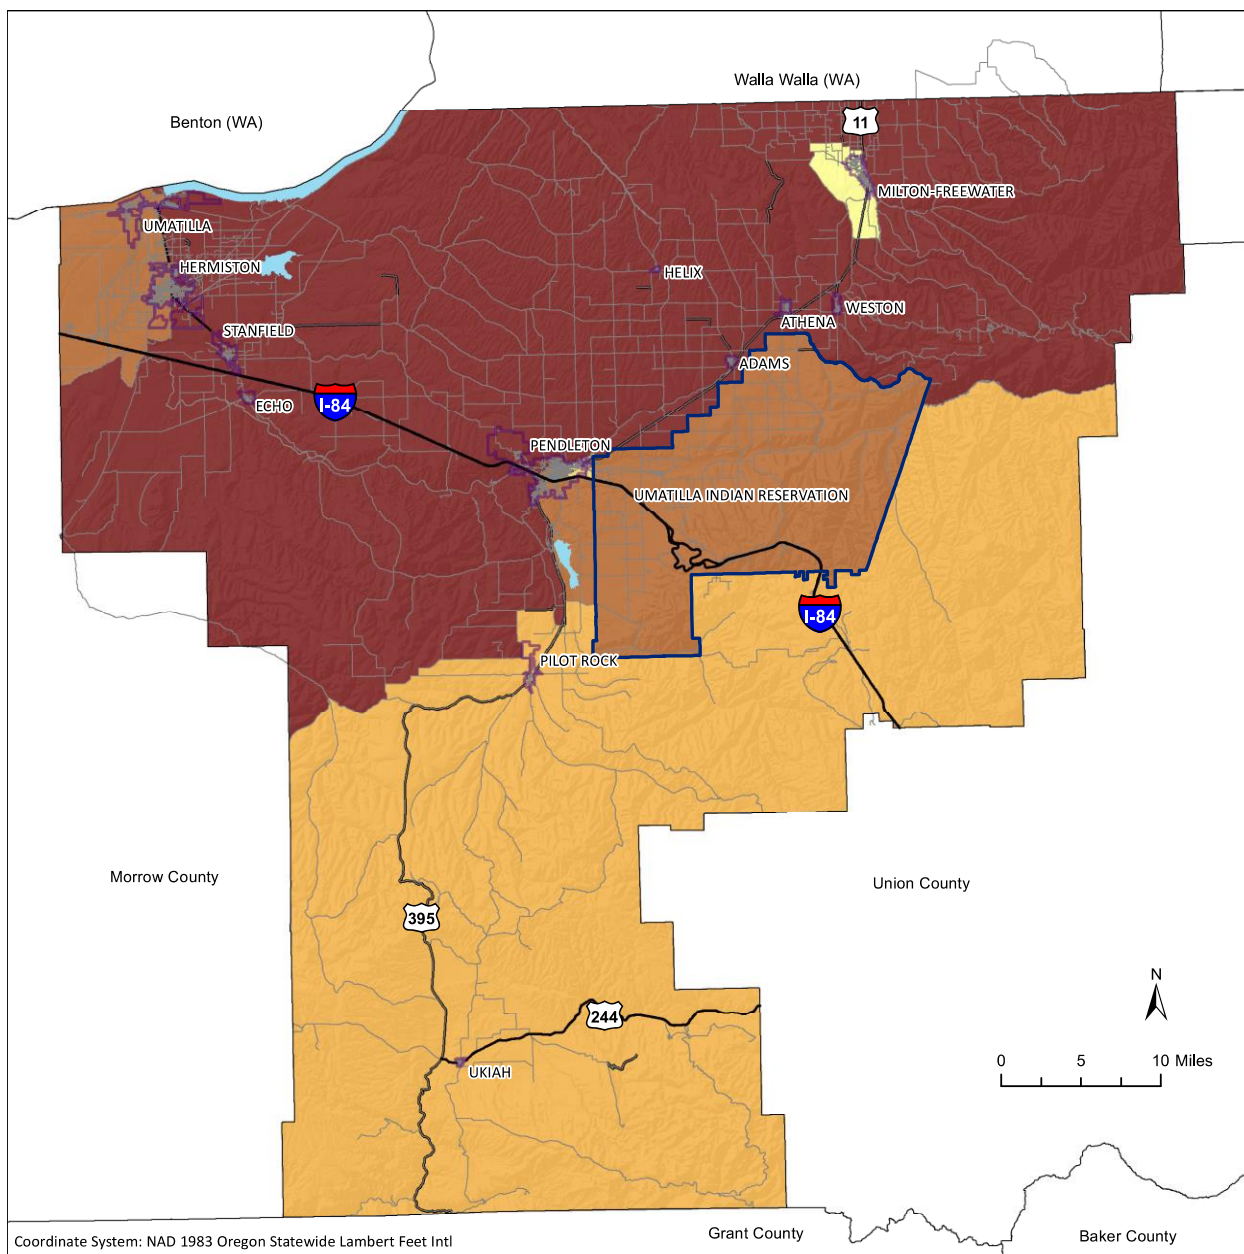 Walla Walla (WA)
Benton (WA)
11
MILTON-FREEWATER
UMATILLA
HERMISTON
HELIX
WESTON
ATHENA
STANFIELD
ADAMS
ECHO
I-84
PENDLETON
UMATILLA INDIAN RESERVATION
I-84
PILOT ROCK
Morrow County
Union County
395
N
244
0 5 10 Miles
UKIAH
Grant County
Baker County
Coordinate System: NAD 1983 Oregon Statewide Lambert Feet Intl